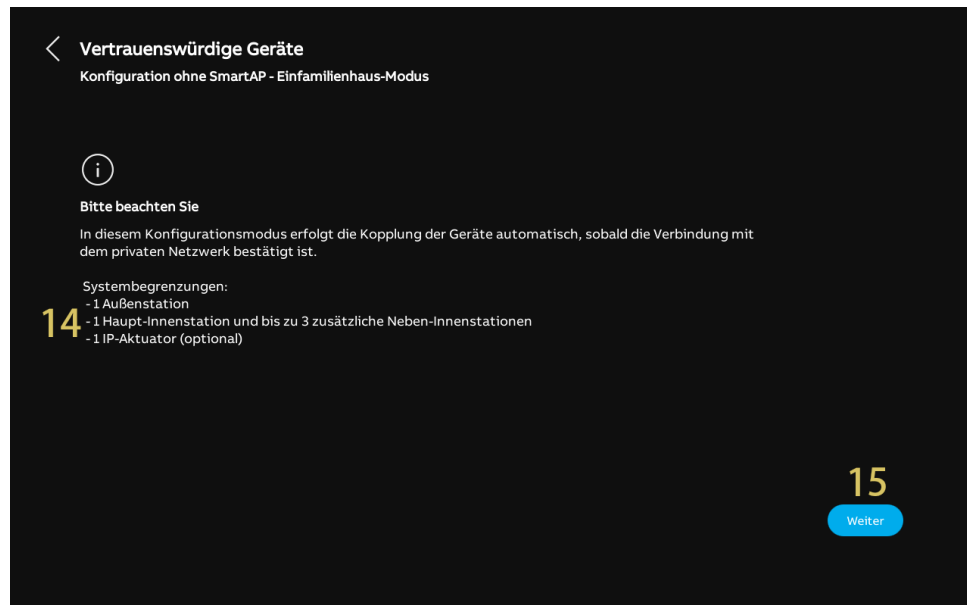 Vertrauenswürdige Geräte
Konfiguration ohne SmartAP - Einfamilienhaus-Modus
Bitte beachten Sie
In diesem Konfigurationsmodus erfolgt die Kopplung der Geräte automatisch, sobald die Verbindung mit
dem privaten Netzwerk bestätigt ist.
Systembegrenzungen:
- 1 Außenstation
14
- 1 Haupt-Innenstation und bis zu 3 zusätzliche Neben-Innenstationen
- 1 IP-Aktuator (optional)
15
Weiter